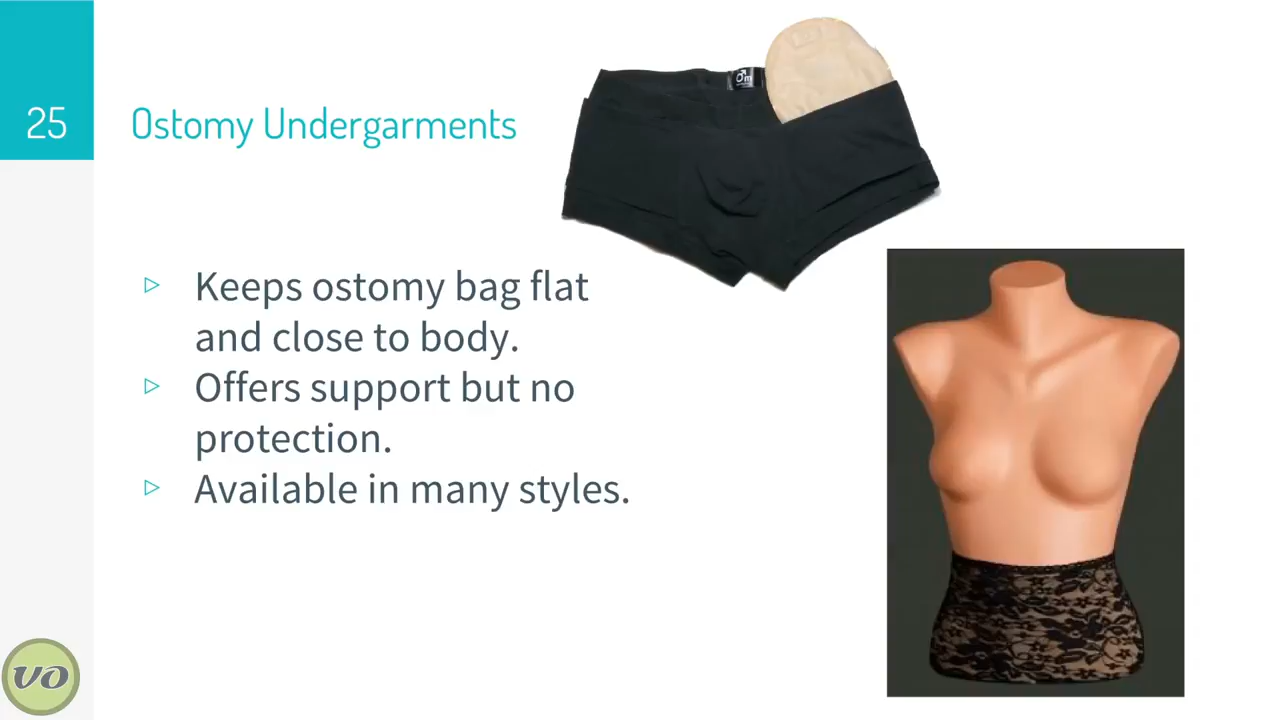 25
Ostomy Undergarments
Keeps ostomy bag flat
and close to body.
Offers support but no
protection.
Available in many styles.
vo